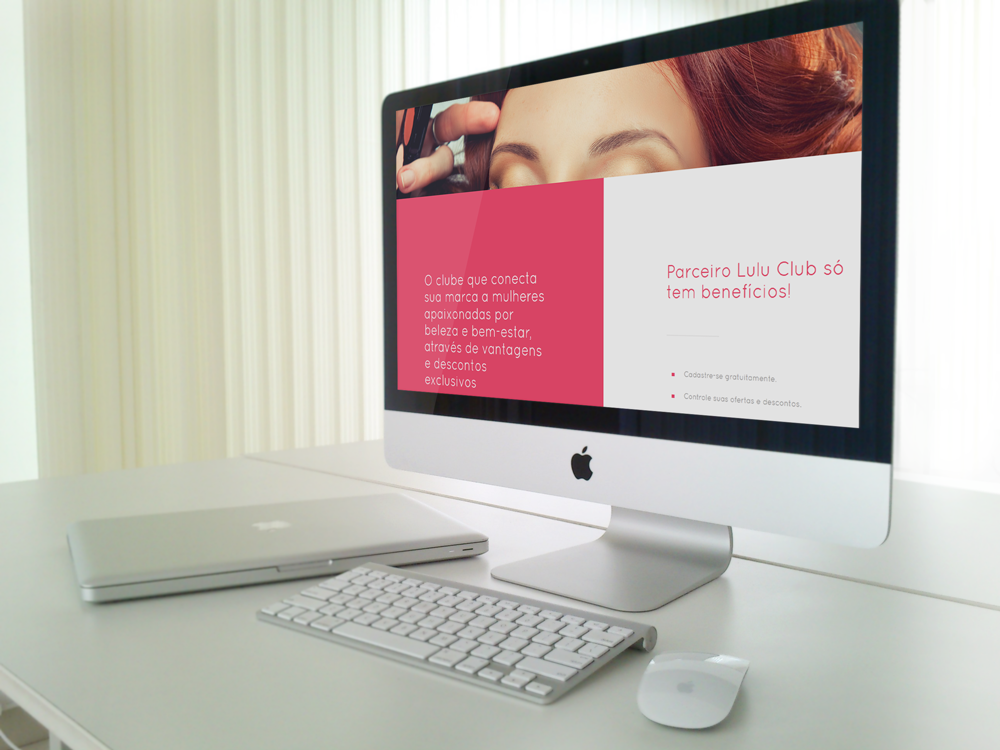 O clube que conecta
sua marca a mulheres
apaixonadas por
beleza e bem-estar,
através de vantagens
e descontos
exclusivos
Parceiro Lulu Club só
tem benefícios!
Cadastre-se gratuitamente.
Controle suas ofertas e descontos.